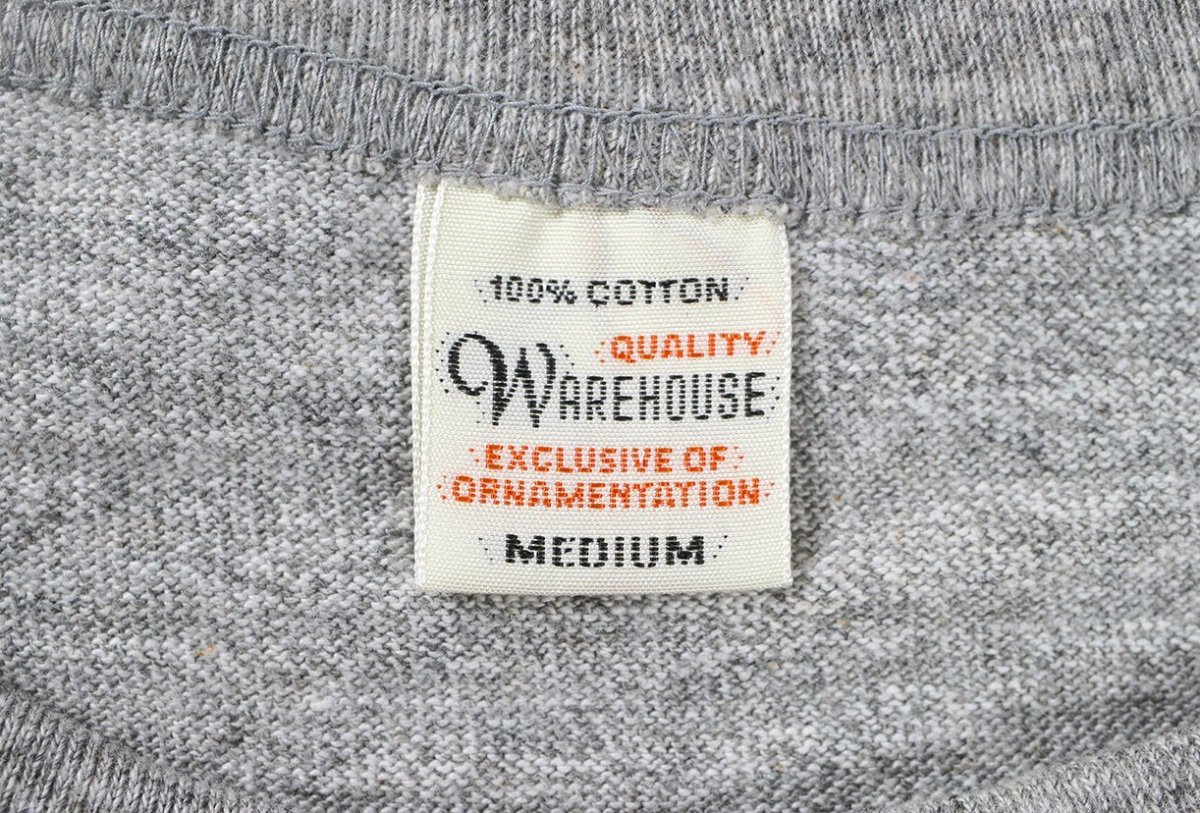 100% COTTON
QUALITY
WAREHOUSE
EXCLUSIVE OF
ORNAMENTATION
MEDIUM